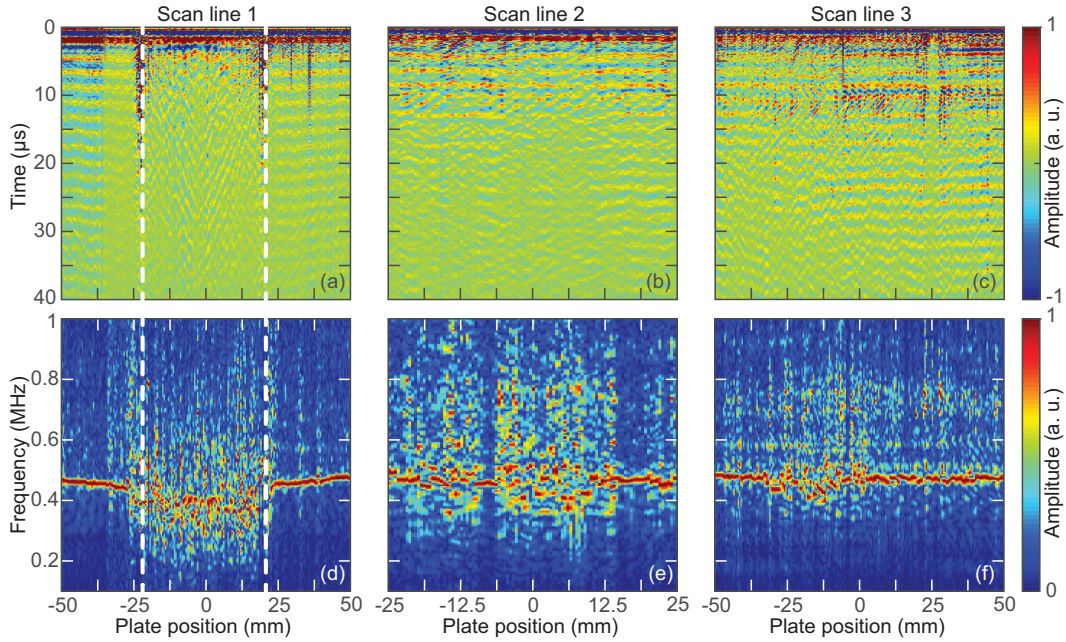 Scan line 1
Scan line 2
Scan line 3
Time (μs)
0
10
20
30
40
(a)
(b)
(c)
1
Amplitude (a. u.)
-1
Frequency (MHz)
1
0.8
0.6
0.4
0.2
(d)
(e)
(f)
1
Amplitude (a. u.)
0
-50 -25 0 25 50
-25 -12.5 0 12.5 25
-50 -25 0 25 50
Plate position (mm)
Plate position (mm)
Plate position (mm)